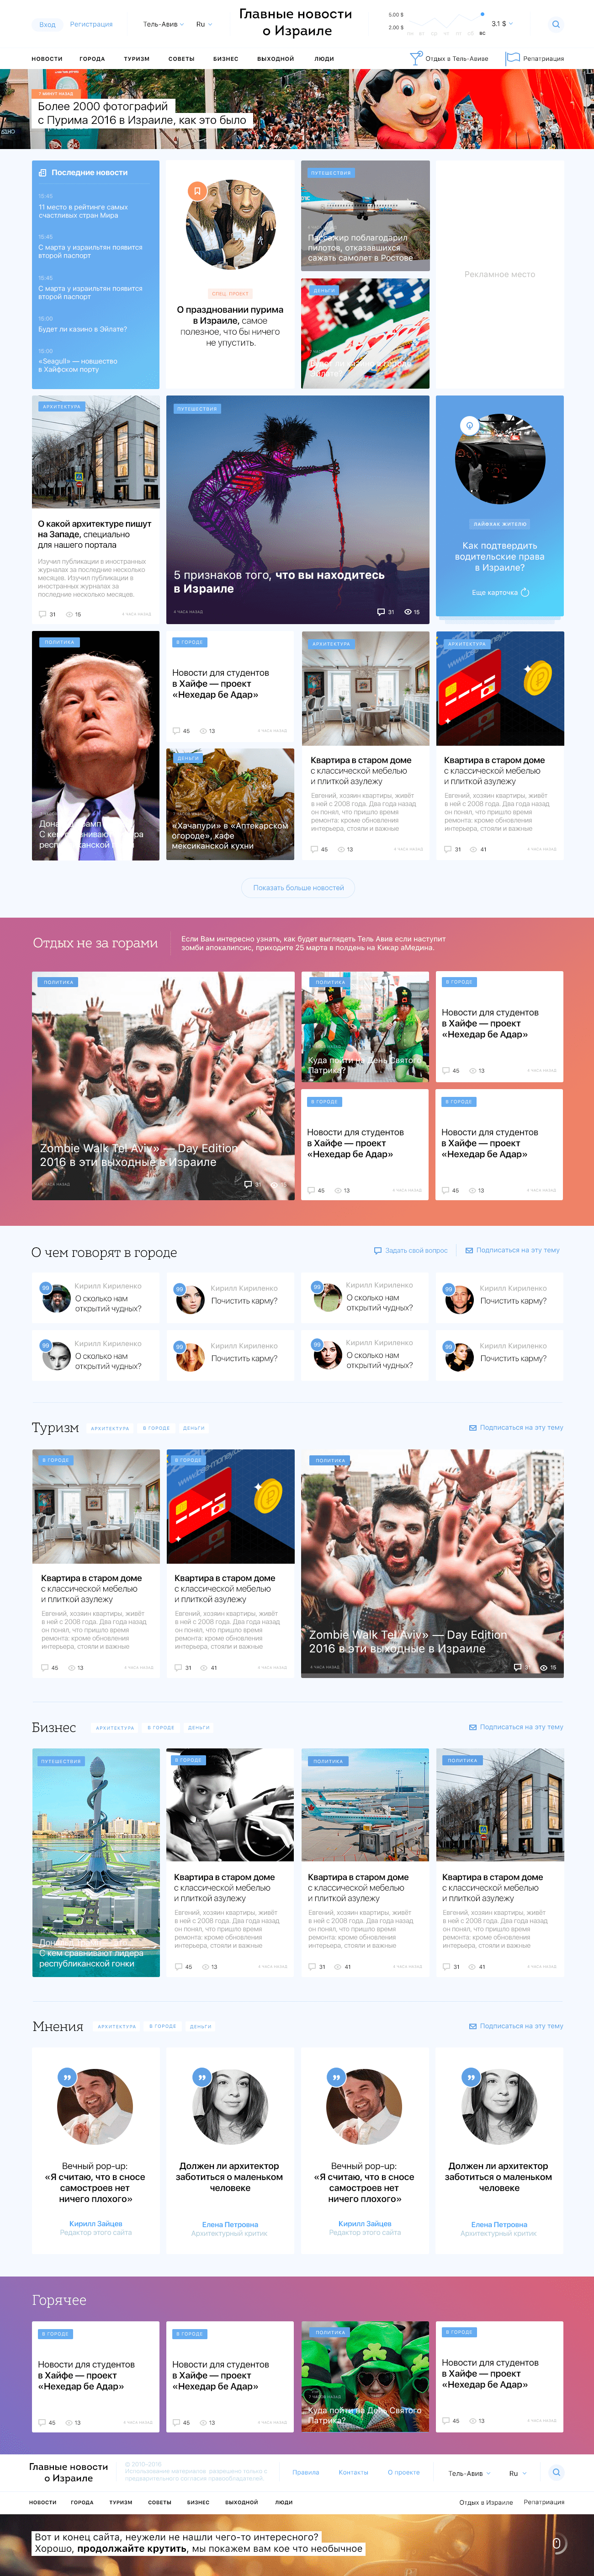 Вход
Регистрация
Тель-Авив
Ru
Главные новости
о Израиле
5,00 $
2,00 $
вс
3.1 $
НОВОСТИ
ГОРОДА
ТУРИЗМ
СОВЕТЫ
БИЗНЕС
ВЫХОДНОЙ
ЛЮДИ
Отдых в Тель-Авиве
Репатриация
1 МИНУТ НАЗАД
Более 2000 фотографий
с Пурима 2016 в Израиле, как это было
Последние новости
11 место в рейтинге самых
счастливых стран Мира
16:45
С марта у израильтян появится
второй паспорт
16:45
С марта у израильтян появится
второй паспорт
15:00
Будет ли казино в Эйлате?
15:00
«Seagull» — новшество
в Хайфском порту
СПЕЦ. ПРОЕКТ
О праздновании пурима
в Израиле, самое
полезное, что бы ничего
не упустить.
ПУТЕШЕСТВИЯ
Пассажир поблагодарил
пилотов, отказавшихся
сажать самолет в Ростове
ДЕНЬГИ
Рекламное место
АРХИТЕКТУРА
О какой архитектуре пишут
на Западе, специально
для нашего портала
Изучил публикации в иностранных
журналах за последние несколько
месяцев. Изучил публикации в
иностранных журналах за
последние несколько месяцев.
31
15
4 ЧАСА НАЗАД
ПУТЕШЕСТВИЯ
5 признаков того, что вы находитесь
в Израиле
4 ЧАСА НАЗАД
31
15
ЛАЙФХАК ЖИТЕЛЮ
Как подтвердить
водительские права
в Израиле?
Еще карточка
ПОЛИТИКА
В ГОРОДЕ
Новости для студентов
в Хайфе — проект
«Нехедар бе Адар»
45
13
4 ЧАСА НАЗАД
ДЕНЬГИ
«Хачапури» в «Аптекарском
огороде», кафе
мексиканской кухни
АРХИТЕКТУРА
Квартира в старом доме
с классической мебелью
и плиткой азулежу
Евгений, хозяин квартиры, живёт
в ней с 2008 года. Два года назад
он понял, что пришло время
ремонта: кроме обновления
интерьера, стояли и важные
45
13
4 ЧАСА НАЗАД
АРХИТЕКТУРА
Квартира в старом доме
с классической мебелью
и плиткой азулежу
Евгений, хозяин квартиры, живёт
в ней с 2008 года. Два года назад
он понял, что пришло время
ремонта: кроме обновления
интерьера, стояли и важные
31
41
4 ЧАСА НАЗАД
Показать больше новостей
Отдых не за горами
Если Вам интересно узнать, как будет выглядеть Тель Авив если наступит
зомби апокалипсис, приходите 25 марта в полдень на Кикар аМедина.
ПОЛИТИКА
Zombie Walk Tel Aviv» — Day Edition
2016 в эти выходные в Израиле
ПОЛИТИКА
Куда пойти на День Святого
Патрика?
В ГОРОДЕ
Новости для студентов
в Хайфе — проект
«Нехедар бе Адар»
45
13
4 ЧАСА НАЗАД
В ГОРОДЕ
Новости для студентов
в Хайфе — проект
«Нехедар бе Адар»
45
13
4 ЧАСА НАЗАД
В ГОРОДЕ
Новости для студентов
в Хайфе — проект
«Нехедар бе Адар»
45
13
4 ЧАСА НАЗАД
О чем говорят в городе
Задать свой вопрос
Подписаться на эту тему
99
Кирилл Кириленко
О сколько нам
открытий чудных?
99
Кирилл Кириленко
Почистить карму?
99
Кирилл Кириленко
О сколько нам
открытий чудных?
99
Кирилл Кириленко
Почистить карму?
99
Кирилл Кириленко
О сколько нам
открытий чудных?
99
Кирилл Кириленко
Почистить карму?
99
Кирилл Кириленко
О сколько нам
открытий чудных?
99
Кирилл Кириленко
Почистить карму?
Туризм
АРХИТЕКТУРА
В ГОРОДЕ
ДЕНЬГИ
Подписаться на эту тему
В ГОРОДЕ
Квартира в старом доме
с классической мебелью
и плиткой азулежу
Евгений, хозяин квартиры, живёт
в ней с 2008 года. Два года назад
он понял, что пришло время
ремонта: кроме обновления
интерьера, стояли и важные
45
13
4 ЧАСА НАЗАД
В ГОРОДЕ
Квартира в старом доме
с классической мебелью
и плиткой азулежу
Евгений, хозяин квартиры, живёт
в ней с 2008 года. Два года назад
он понял, что пришло время
ремонта: кроме обновления
интерьера, стояли и важные
31
41
4 ЧАСА НАЗАД
ПОЛИТИКА
Zombie Walk Tel Aviv» — Day Edition
2016 в эти выходные в Израиле
4 ЧАСА НАЗАД
15
Бизнес
АРХИТЕКТУРА
В ГОРОДЕ
ДЕНЬГИ
Подписаться на эту тему
ПУТЕШЕСТВИЯ
С кем сравнивают лидера
республиканской гонки
В ГОРОДЕ
Квартира в старом доме
с классической мебелью
и плиткой азулежу
Евгений, хозяин квартиры, живёт
в ней с 2008 года. Два года назад
он понял, что пришло время
ремонта: кроме обновления
интерьера, стояли и важные
45
13
4 ЧАСА НАЗАД
ПОЛИТИКА
Квартира в старом доме
с классической мебелью
и плиткой азулежу
Евгений, хозяин квартиры, живёт
в ней с 2008 года. Два года назад
он понял, что пришло время
ремонта: кроме обновления
интерьера, стояли и важные
31
41
4 ЧАСА НАЗАД
ПОЛИТИКА
Квартира в старом доме
с классической мебелью
и плиткой азулежу
Евгений, хозяин квартиры, живёт
в ней с 2008 года. Два года назад
он понял, что пришло время
ремонта: кроме обновления
интерьера, стояли и важные
31
41
4 ЧАСА НАЗАД
Мнения
АРХИТЕКТУРА
В ГОРОДЕ
ДЕНЬГИ
Подписаться на эту тему
Вечный pop-up:
«Я считаю, что в сносе
самостроев нет
ничего плохого»
Кирилл Зайцев
Редактор этого сайта
Должен ли архитектор
заботиться о маленьком
человеке
Елена Петровна
Архитектурный критик
Вечный pop-up:
«Я считаю, что в сносе
самостроев нет
ничего плохого»
Кирилл Зайцев
Редактор этого сайта
Должен ли архитектор
заботиться о маленьком
человеке
Елена Петровна
Архитектурный критик
Горячее
В ГОРОДЕ
Новости для студентов
в Хайфе — проект
«Нехедар бе Адар»
45
13
4 ЧАСА НАЗАД
В ГОРОДЕ
Новости для студентов
в Хайфе — проект
«Нехедар бе Адар»
45
13
4 ЧАСА НАЗАД
ПОЛИТИКА
Куда пойти на День Святого
Патрика?
В ГОРОДЕ
Новости для студентов
в Хайфе — проект
«Нехедар бе Адар»
45
13
4 ЧАСА НАЗАД
Главные новости
о Израиле
© 2010–2016
Использование материалов разрешено только с
предварительного согласия правообладателей.
Правила
Контакты
О проекте
Тель-Авив
Ru
НОВОСТИ
ГОРОДА
ТУРИЗМ
СОВЕТЫ
БИЗНЕС
ВЫХОДНОЙ
ЛЮДИ
Отдых в Израиле
Репатриация
Вот и конец сайта, неужели не нашли чего-то интересного?
Хорошо, продолжайте крутить, мы покажем вам кое что необычное